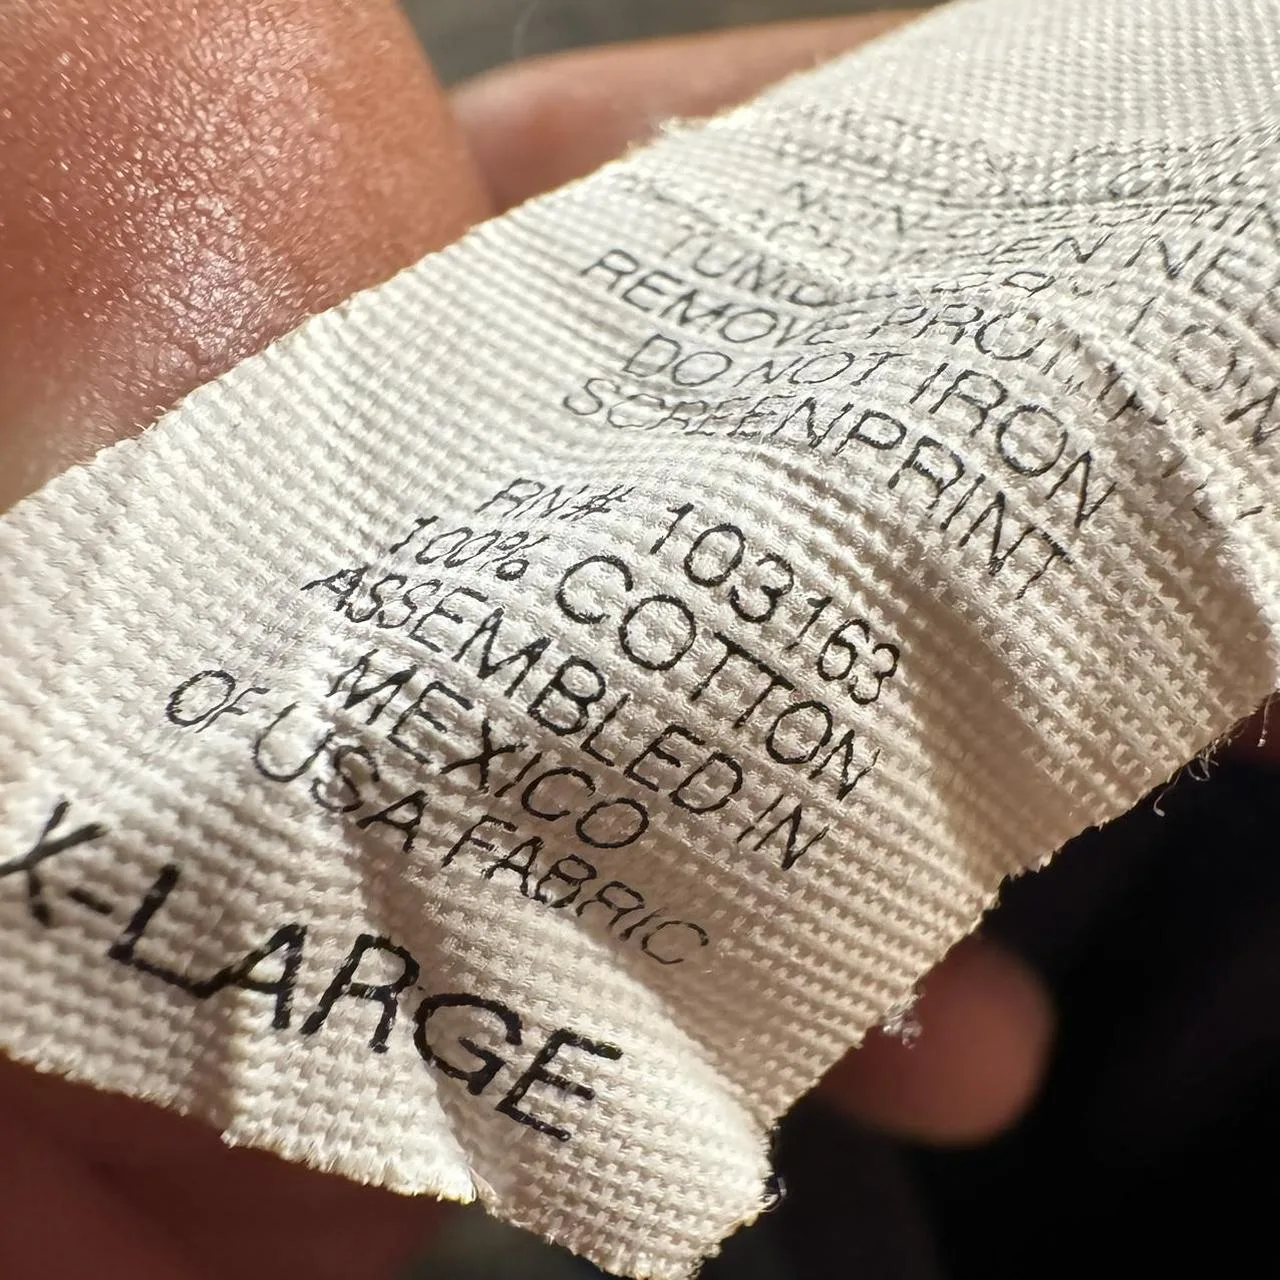 TUMBLE
REMOVE PROMPTLY
DO NOT IRON
SCREENPRINT
RN# 103163
100% COTTON
ASSEMBLED IN
MEXICO
OF USA FABRIC
X-LARGE